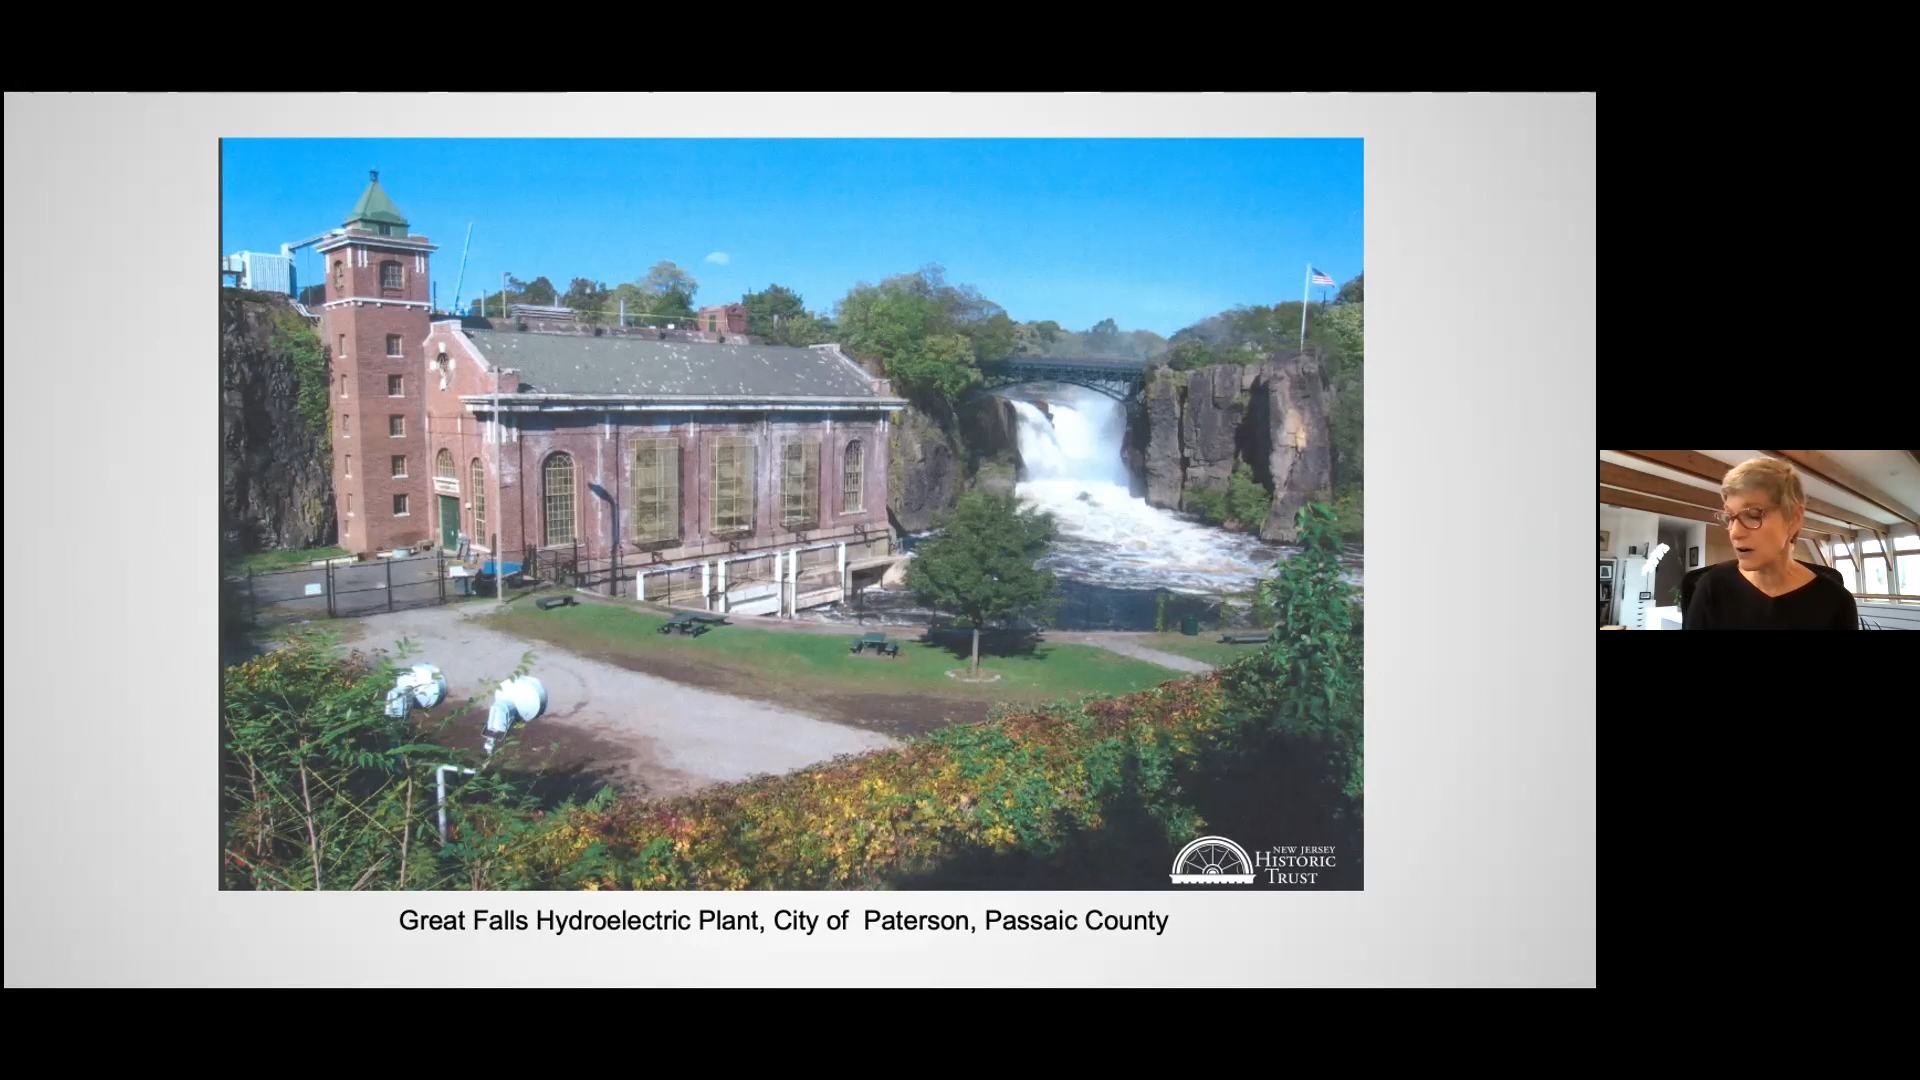 NEW JERSEY
HISTORIC
TRUST
Great Falls Hydroelectric Plant, City of  Paterson, Passaic County